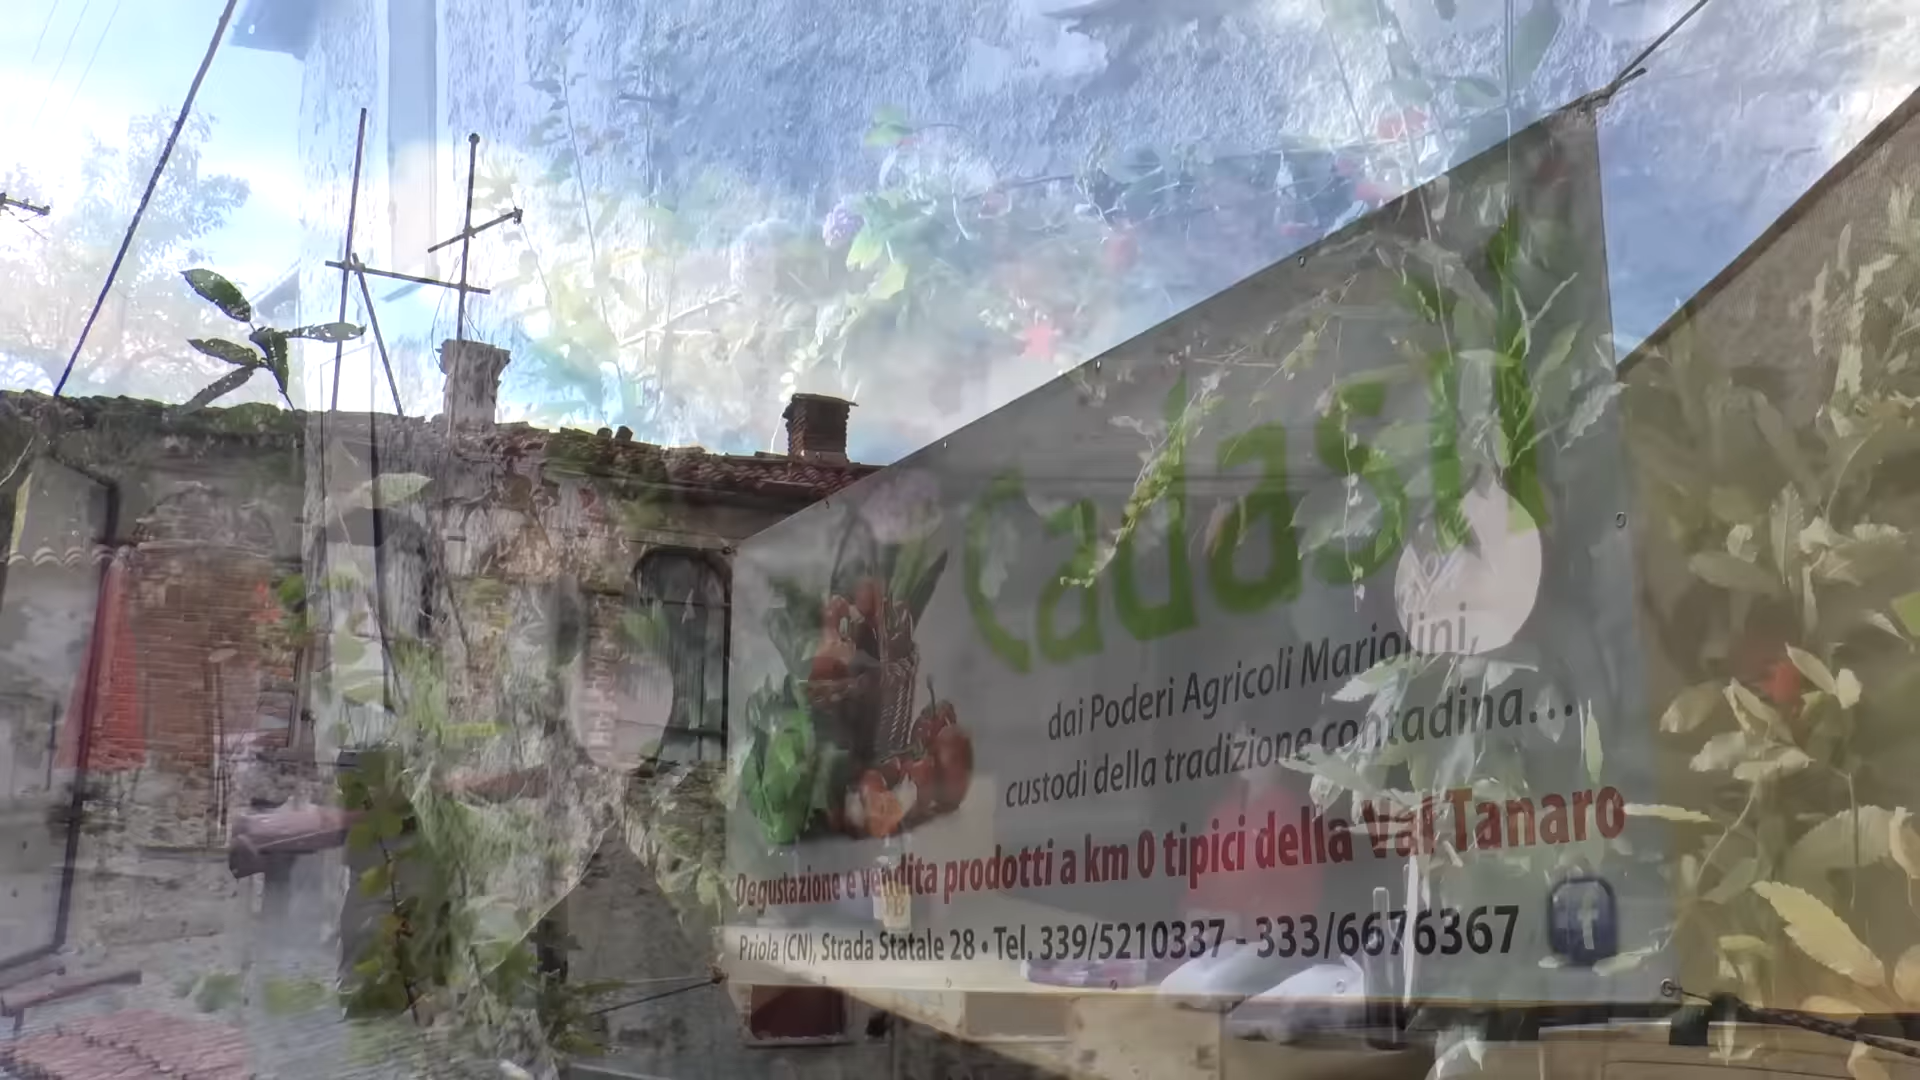 Cadash
dai Poderi Agricoli Mariolini,
custodi della tradizione contadina...
Degustazione e vendita prodotti a km 0 tipici della Val Tanaro
Priola (CN), Strada Statale 28 • Tel. 339/5210337 - 333/6676367
f